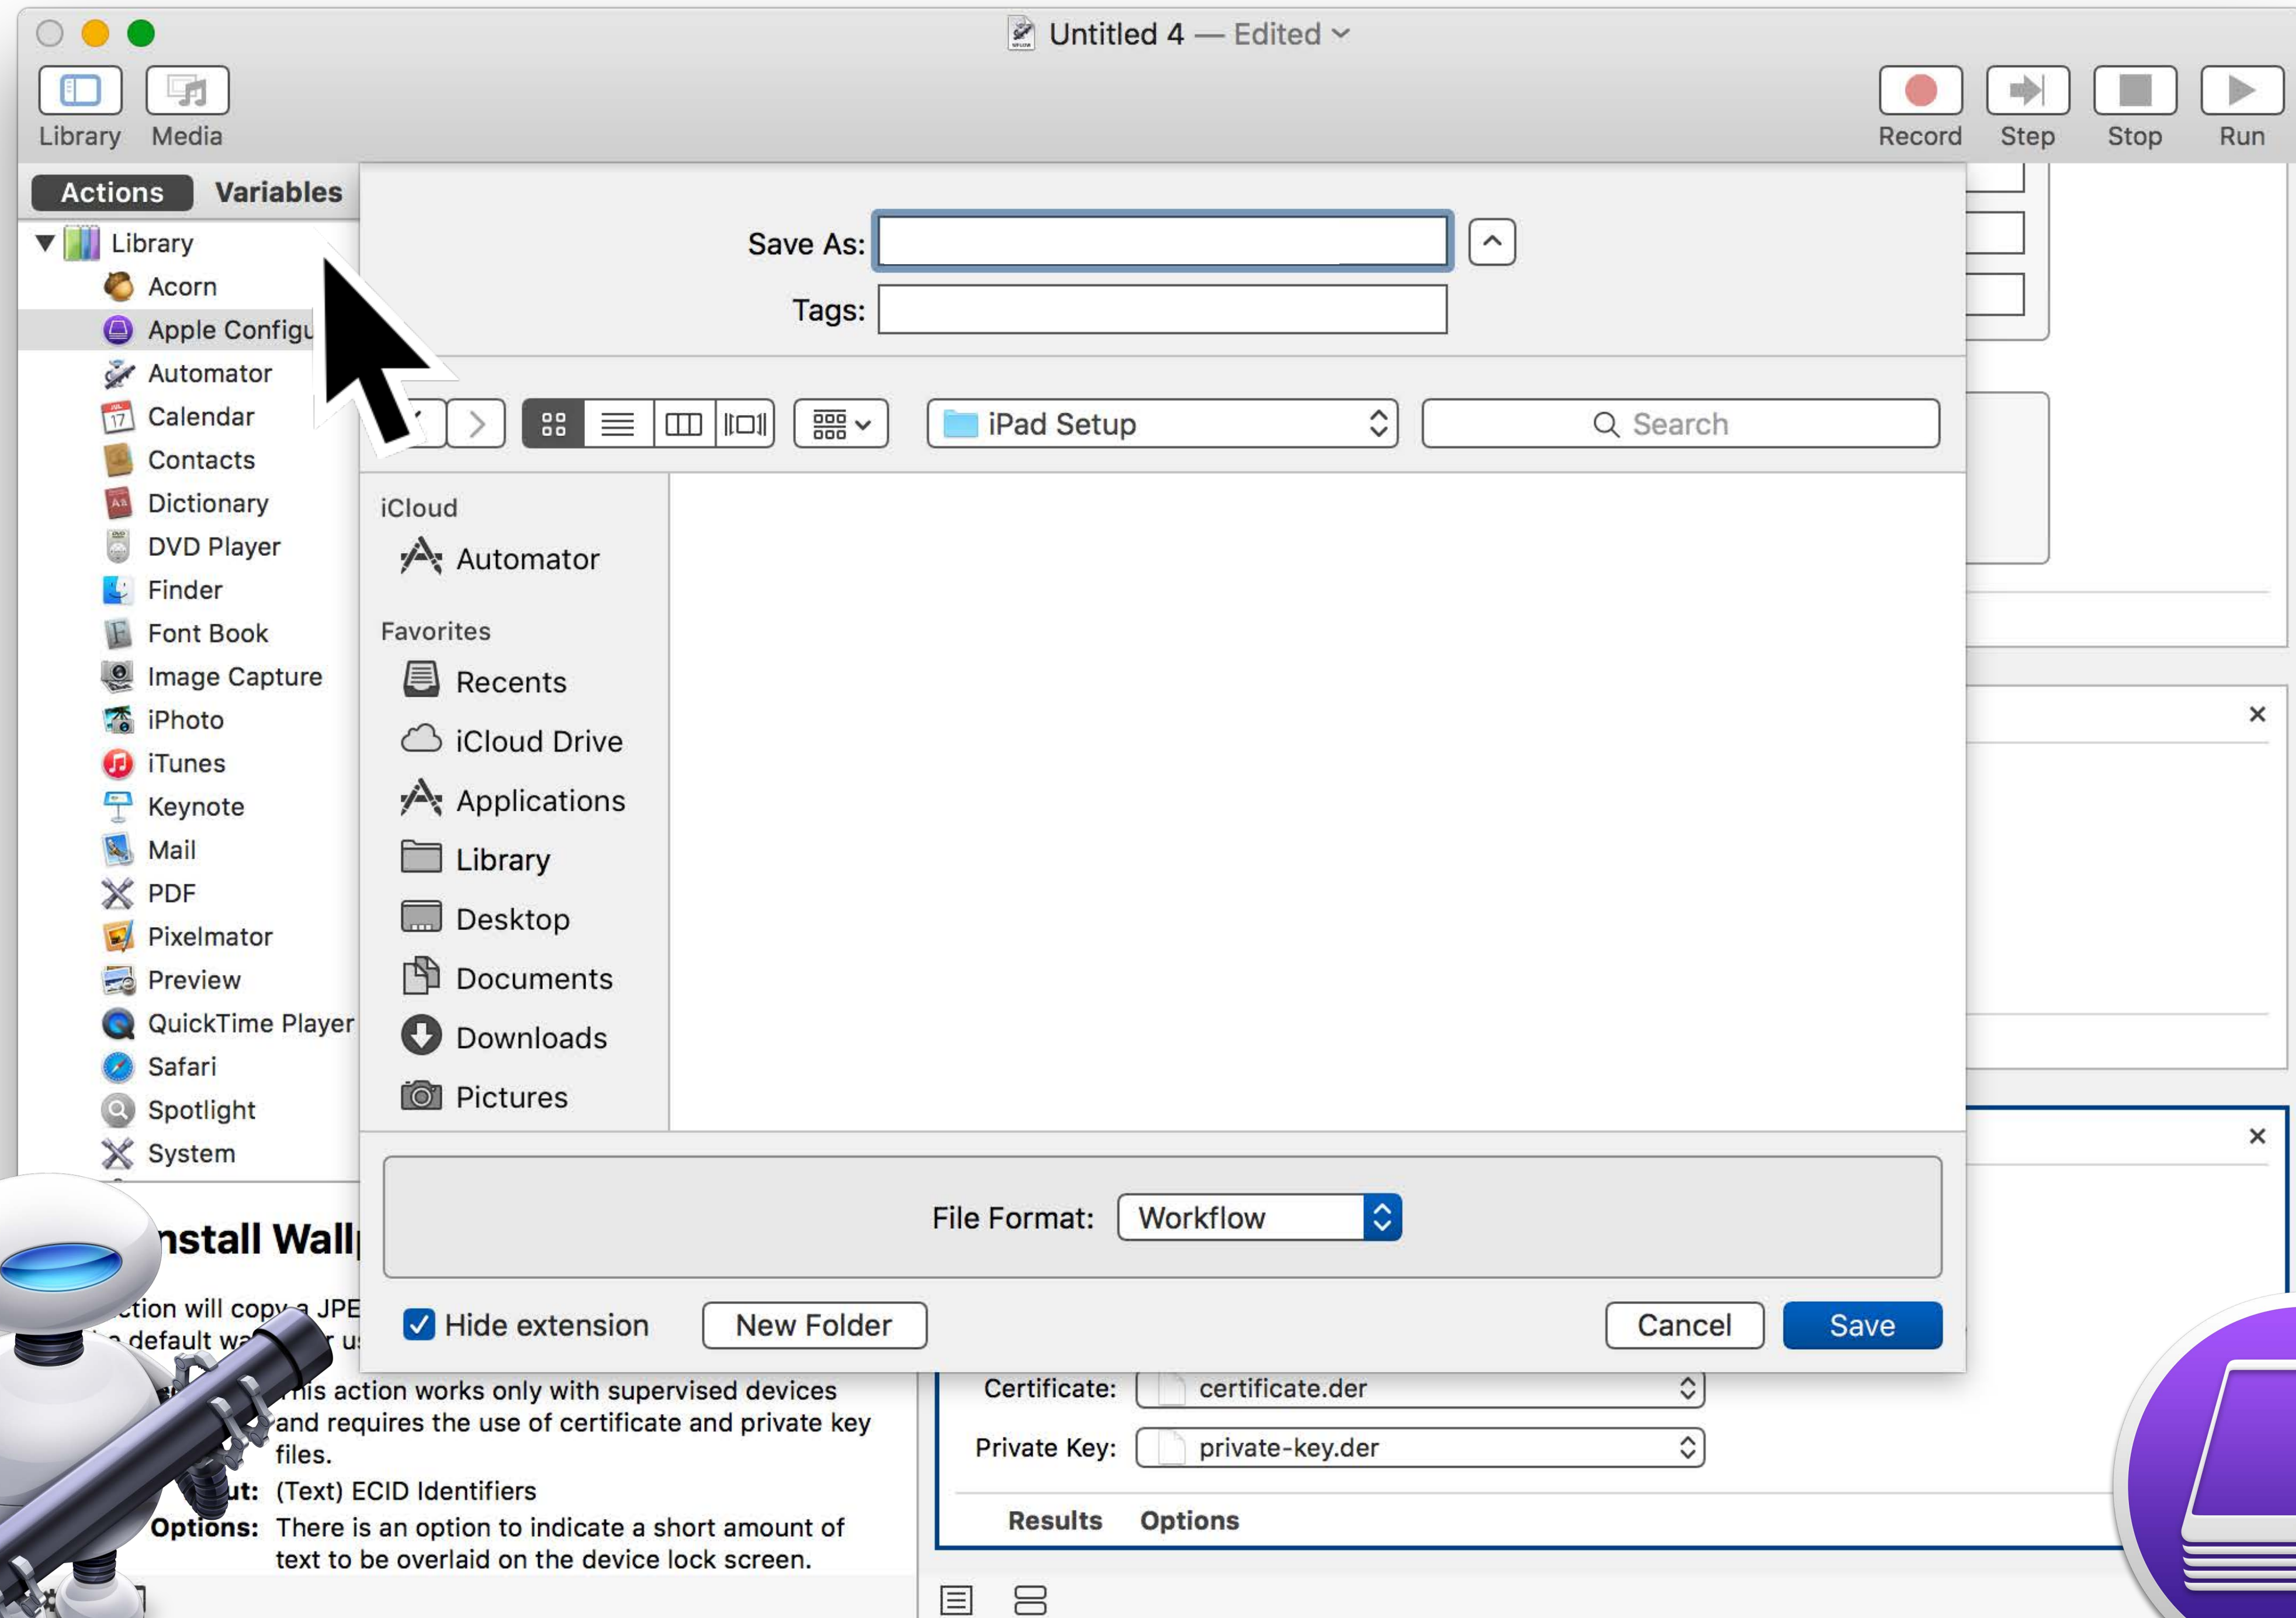 Untitled 4 — Edited
Library Media
Record Step Stop Run
Actions Variables
Library
Acorn
Apple Configu
Automator
Calendar
Contacts
Dictionary
DVD Player
Finder
Font Book
Image Capture
iPhoto
iTunes
Keynote
Mail
PDF
Pixelmator
Preview
QuickTime Player
Safari
Spotlight
System
Save As:
Tags:
iPad Setup
Search
iCloud
Automator
Favorites
Recents
iCloud Drive
Applications
Library
Desktop
Documents
Downloads
Pictures
File Format: Workflow
Hide extension New Folder Cancel Save
nstall Wall
tion will copy a JPE
default wa r us
This action works only with supervised devices
and requires the use of certificate and private key
files.
ut: (Text) ECID Identifiers
Options: There is an option to indicate a short amount of
text to be overlaid on the device lock screen.
Certificate: certificate.der
Private Key: private-key.der
Results Options